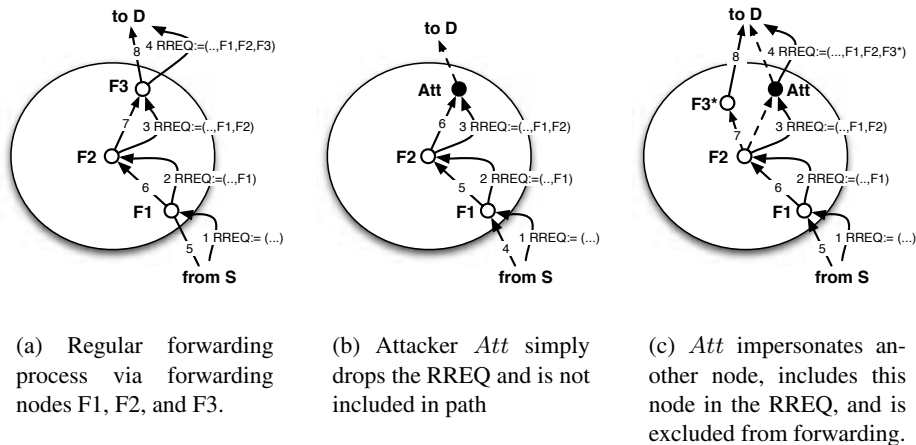 to D
8
4 RREQ:=(..,F1,F2,F3)
F3
7
3 RREQ:=(..,F1,F2)
F2
2 RREQ:=(..,F1)
6
F1
1 RREQ:= (...)
5
from S
(a) Regular forwarding
process via forwarding
nodes F1, F2, and F3.
to D
Att
6
3 RREQ:=(..,F1,F2)
F2
2 RREQ:=(..,F1)
5
F1
1 RREQ:= (...)
4
from S
(b) Attacker Att simply
drops the RREQ and is not
included in path
to D
8
4 RREQ:=(...,F1,F2,F3*)
Att
F3*
3 RREQ:=(..,F1,F2)
7
F2
2 RREQ:=(..,F1)
6
F1
1 RREQ:= (...)
5
from S
(c) Att impersonates an-
other node, includes this
node in the RREQ, and is
excluded from forwarding.